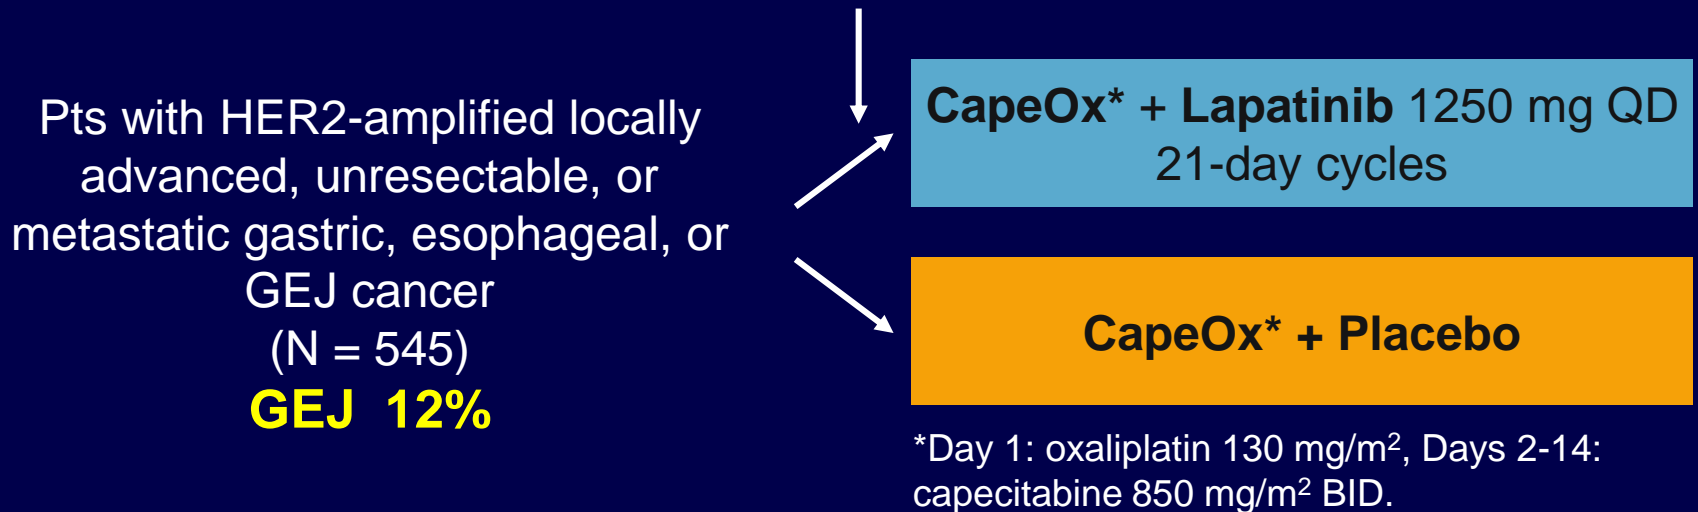 Pts with HER2-amplified locally
advanced, unresectable, or
metastatic gastric, esophageal, or
GEJ cancer
(N = 545)
GEJ 12%
CapeOx* + Lapatinib 1250 mg QD
21-day cycles
CapeOx* + Placebo
*Day 1: oxaliplatin 130 mg/m², Days 2-14:
capecitabine 850 mg/m² BID.